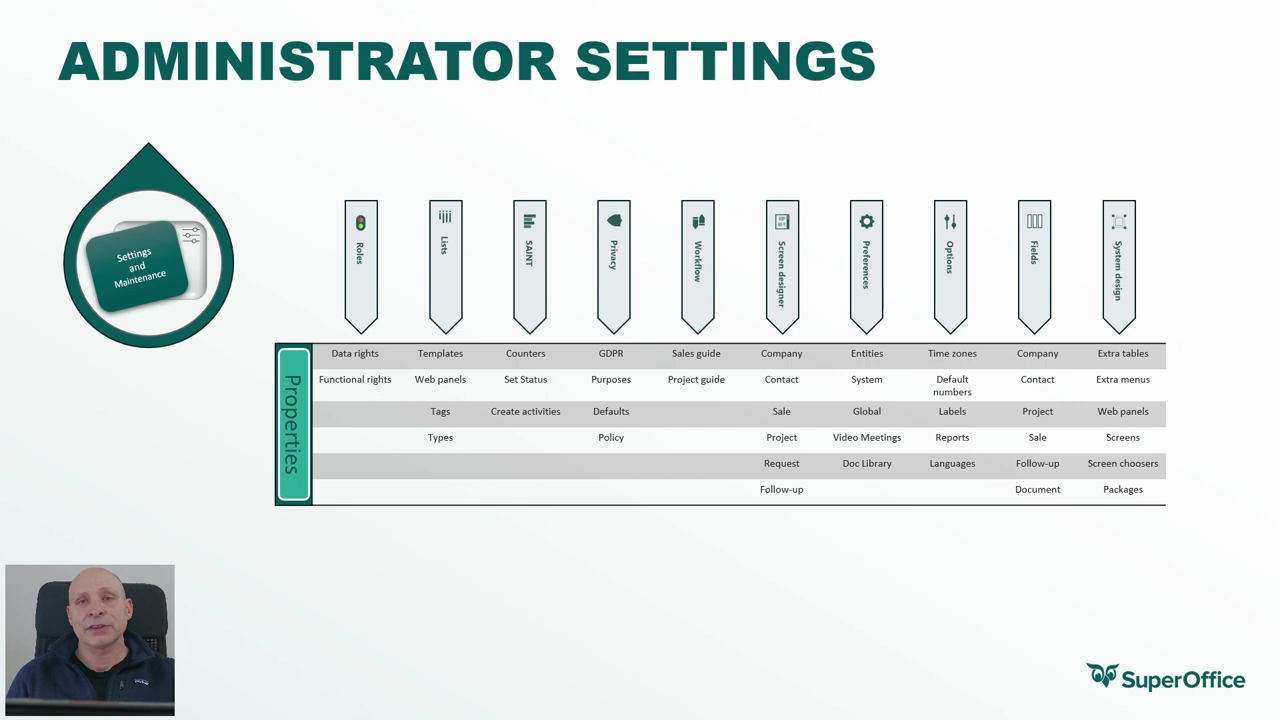 ADMINISTRATOR SETTINGS
Settings
and
Maintenance
Roles
Lists
SAINT
Privacy
Workflow
Screen designer
Preferences
Options
Fields
System design
Properties
Data rights Templates Counters GDPR Sales guide Company Entities Time zones Company Extra tables
Functional rights Web panels Set Status Purposes Project guide Contact System Default Contact Extra menus
numbers
Tags Create activities Defaults Sale Global Labels Project Web panels
Types Policy Project Video Meetings Reports Sale Screens
Request Doc Library Languages Follow-up Screen choosers
Follow-up Document Packages
SuperOffice